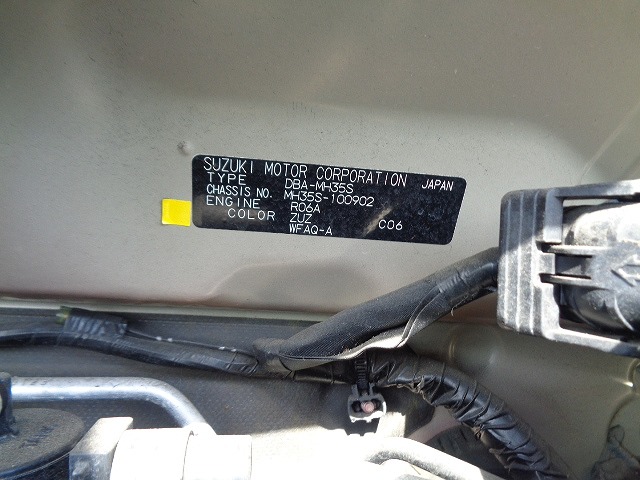 SUZUKI MOTOR CORPORATION JAPAN
TYPE DBA-MH35S
CHASSIS NO. MH35S-100902
ENGINE R06A
COLOR ZUZ C06
WFAQ-A